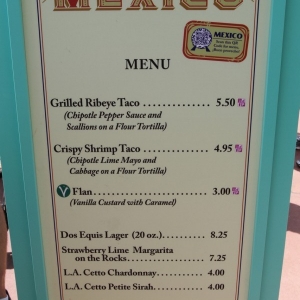 MEXICO
MEXICO
MENU
Grilled Ribeye Taco ............... 5.50
(Chipotle Pepper Sauce and
Scallions on a Flour Tortilla)
Crispy Shrimp Taco ............... 4.95
(Chipotle Lime Mayo and
Cabbage on a Flour Tortilla)
V Flan ............................. 3.00
(Vanilla Custard with Caramel)
Dos Equis Lager (20 oz.) ........... 8.25
Strawberry Lime Margarita
on the Rocks ................... 7.25
L.A. Cetto Chardonnay ............ 4.00
L.A. Cetto Petite Sirah ............ 4.00